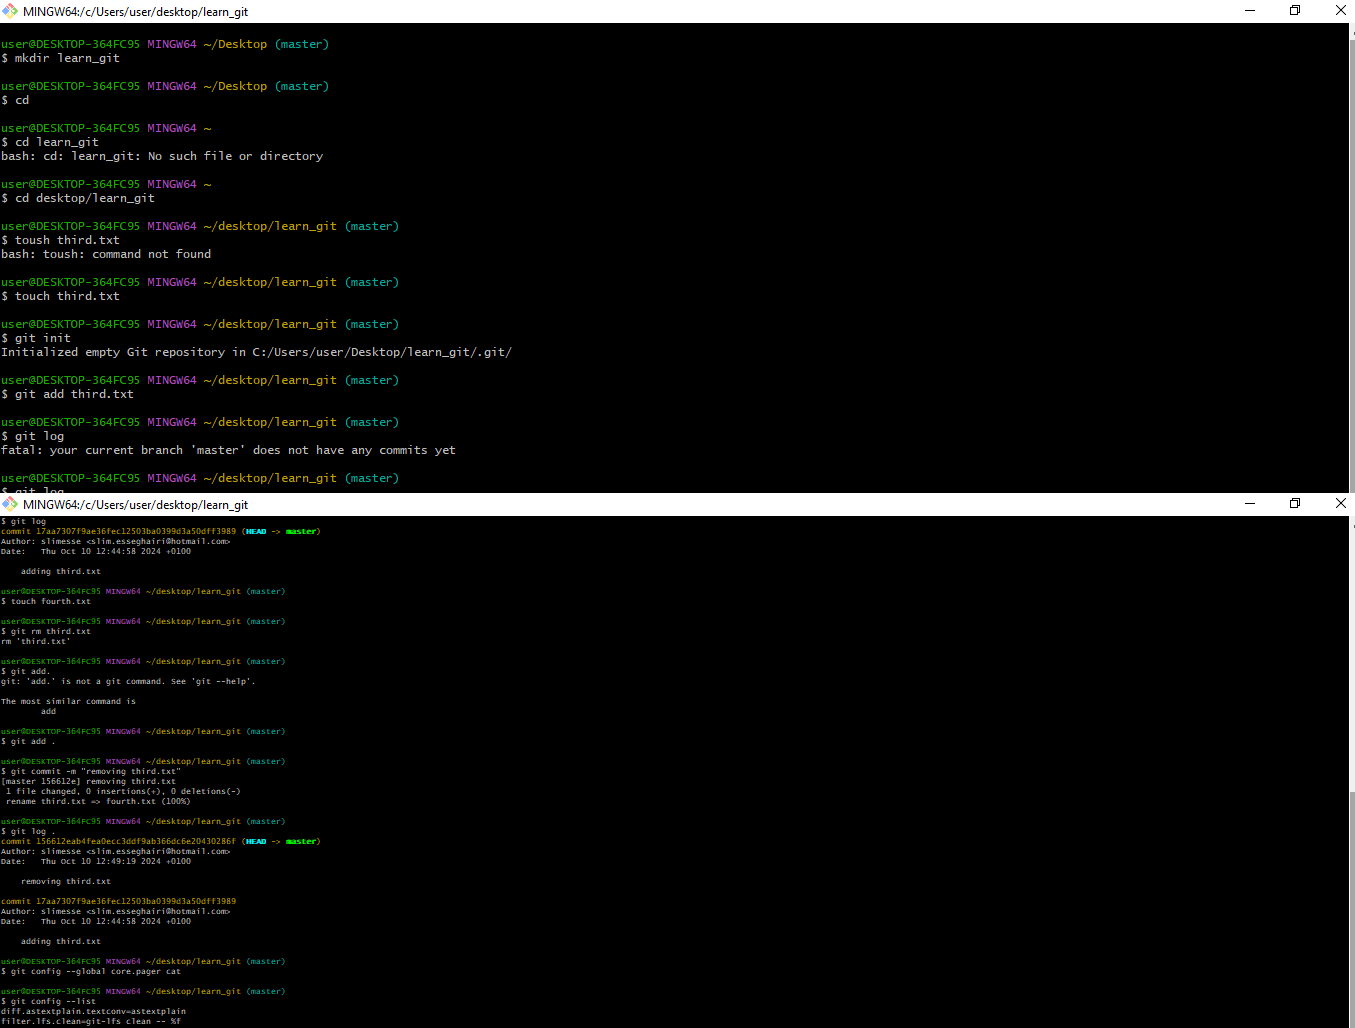 MINGW64:/c/Users/user/desktop/learn_git
user@DESKTOP-364FC95 MINGW64 ~/Desktop (master)
$ mkdir learn_git
user@DESKTOP-364FC95 MINGW64 ~/Desktop (master)
$ cd
user@DESKTOP-364FC95 MINGW64 ~
$ cd learn_git
bash: cd: learn_git: No such file or directory
user@DESKTOP-364FC95 MINGW64 ~
$ cd desktop/learn_git
user@DESKTOP-364FC95 MINGW64 ~/desktop/learn_git (master)
$ toush third.txt
bash: toush: command not found
user@DESKTOP-364FC95 MINGW64 ~/desktop/learn_git (master)
$ touch third.txt
user@DESKTOP-364FC95 MINGW64 ~/desktop/learn_git (master)
$ git init
Initialized empty Git repository in C:/Users/user/Desktop/learn_git/.git/
user@DESKTOP-364FC95 MINGW64 ~/desktop/learn_git (master)
$ git add third.txt
user@DESKTOP-364FC95 MINGW64 ~/desktop/learn_git (master)
$ git log
fatal: your current branch 'master' does not have any commits yet
user@DESKTOP-364FC95 MINGW64 ~/desktop/learn_git (master)
$ git log
MINGW64:/c/Users/user/desktop/learn_git
$ git log
commit 17aa7307f9ae36fec12503ba0399d3a50dff3989 (HEAD -> master)
Author: slimesse <slim.esseghairi@hotmail.com>
Date:   Thu Oct 10 12:44:58 2024 +0100
adding third.txt
user@DESKTOP-364FC95 MINGW64 ~/desktop/learn_git (master)
$ touch fourth.txt
user@DESKTOP-364FC95 MINGW64 ~/desktop/learn_git (master)
$ git rm third.txt
rm 'third.txt'
user@DESKTOP-364FC95 MINGW64 ~/desktop/learn_git (master)
$ git add.
git: 'add.' is not a git command. See 'git --help'.
The most similar command is
add
user@DESKTOP-364FC95 MINGW64 ~/desktop/learn_git (master)
$ git add .
user@DESKTOP-364FC95 MINGW64 ~/desktop/learn_git (master)
$ git commit -m "removing third.txt"
[master 156612e] removing third.txt
1 file changed, 0 insertions(+), 0 deletions(-)
rename third.txt => fourth.txt (100%)
user@DESKTOP-364FC95 MINGW64 ~/desktop/learn_git (master)
$ git log .
commit 156612eab4fea0ecc3ddf9ab366dc6e20430286f (HEAD -> master)
Author: slimesse <slim.esseghairi@hotmail.com>
Date:   Thu Oct 10 12:49:19 2024 +0100
removing third.txt
commit 17aa7307f9ae36fec12503ba0399d3a50dff3989
Author: slimesse <slim.esseghairi@hotmail.com>
Date:   Thu Oct 10 12:44:58 2024 +0100
adding third.txt
user@DESKTOP-364FC95 MINGW64 ~/desktop/learn_git (master)
$ git config --global core.pager cat
user@DESKTOP-364FC95 MINGW64 ~/desktop/learn_git (master)
$ git config --list
diff.astextplain.textconv=astextplain
filter.lfs.clean=git-lfs clean -- %f